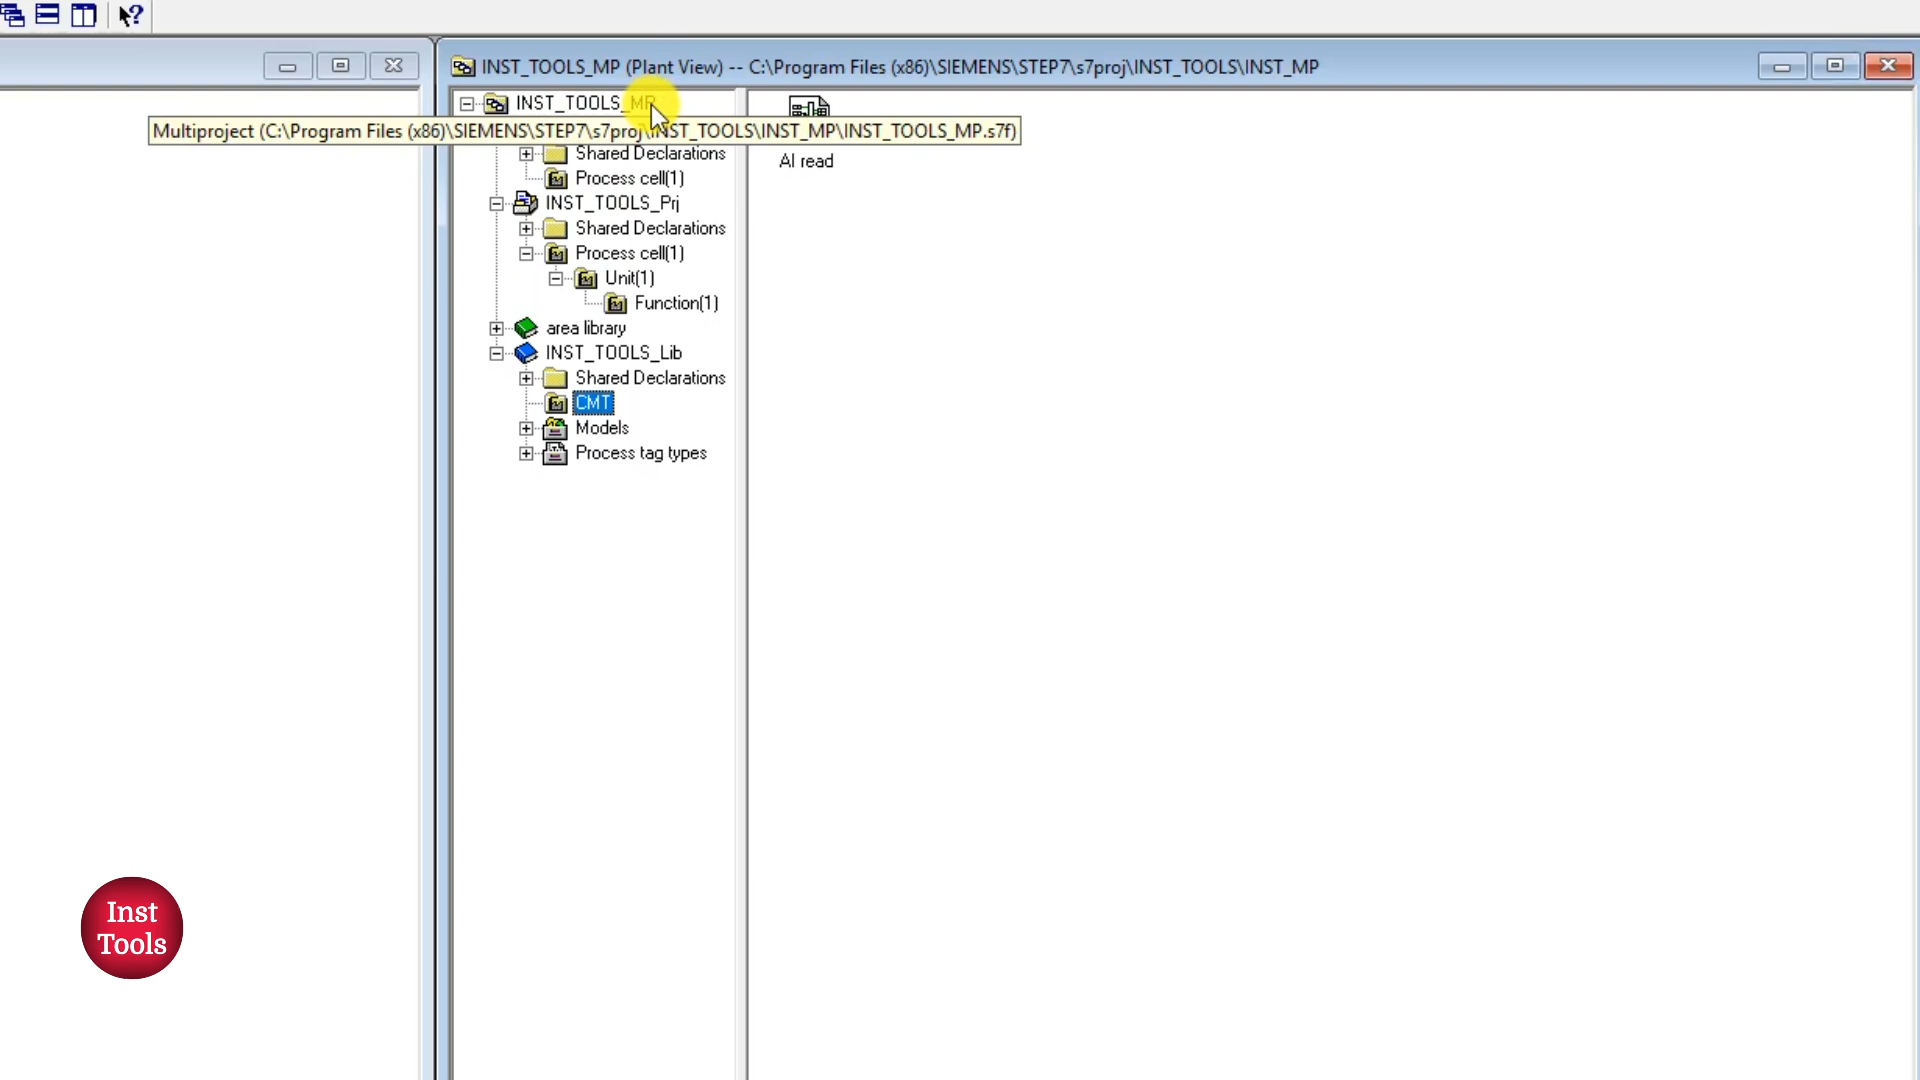 INST_TOOLS_MP (Plant View) -- C:\Program Files (x86)\SIEMENS\STEP7\s7proj\INST_TOOLS\INST_MP
INST_TOOLS_MP
Multiproject (C:\Program Files (x86)\SIEMENS\STEP7\s7proj\INST_TOOLS\INST_MP\INST_TOOLS_MP.s7f)
Shared Declarations
AI read
Process cell(1)
INST_TOOLS_Prj
Shared Declarations
Process cell(1)
Unit(1)
Function(1)
area library
INST_TOOLS_Lib
Shared Declarations
CMT
Models
Process tag types
Inst
Tools